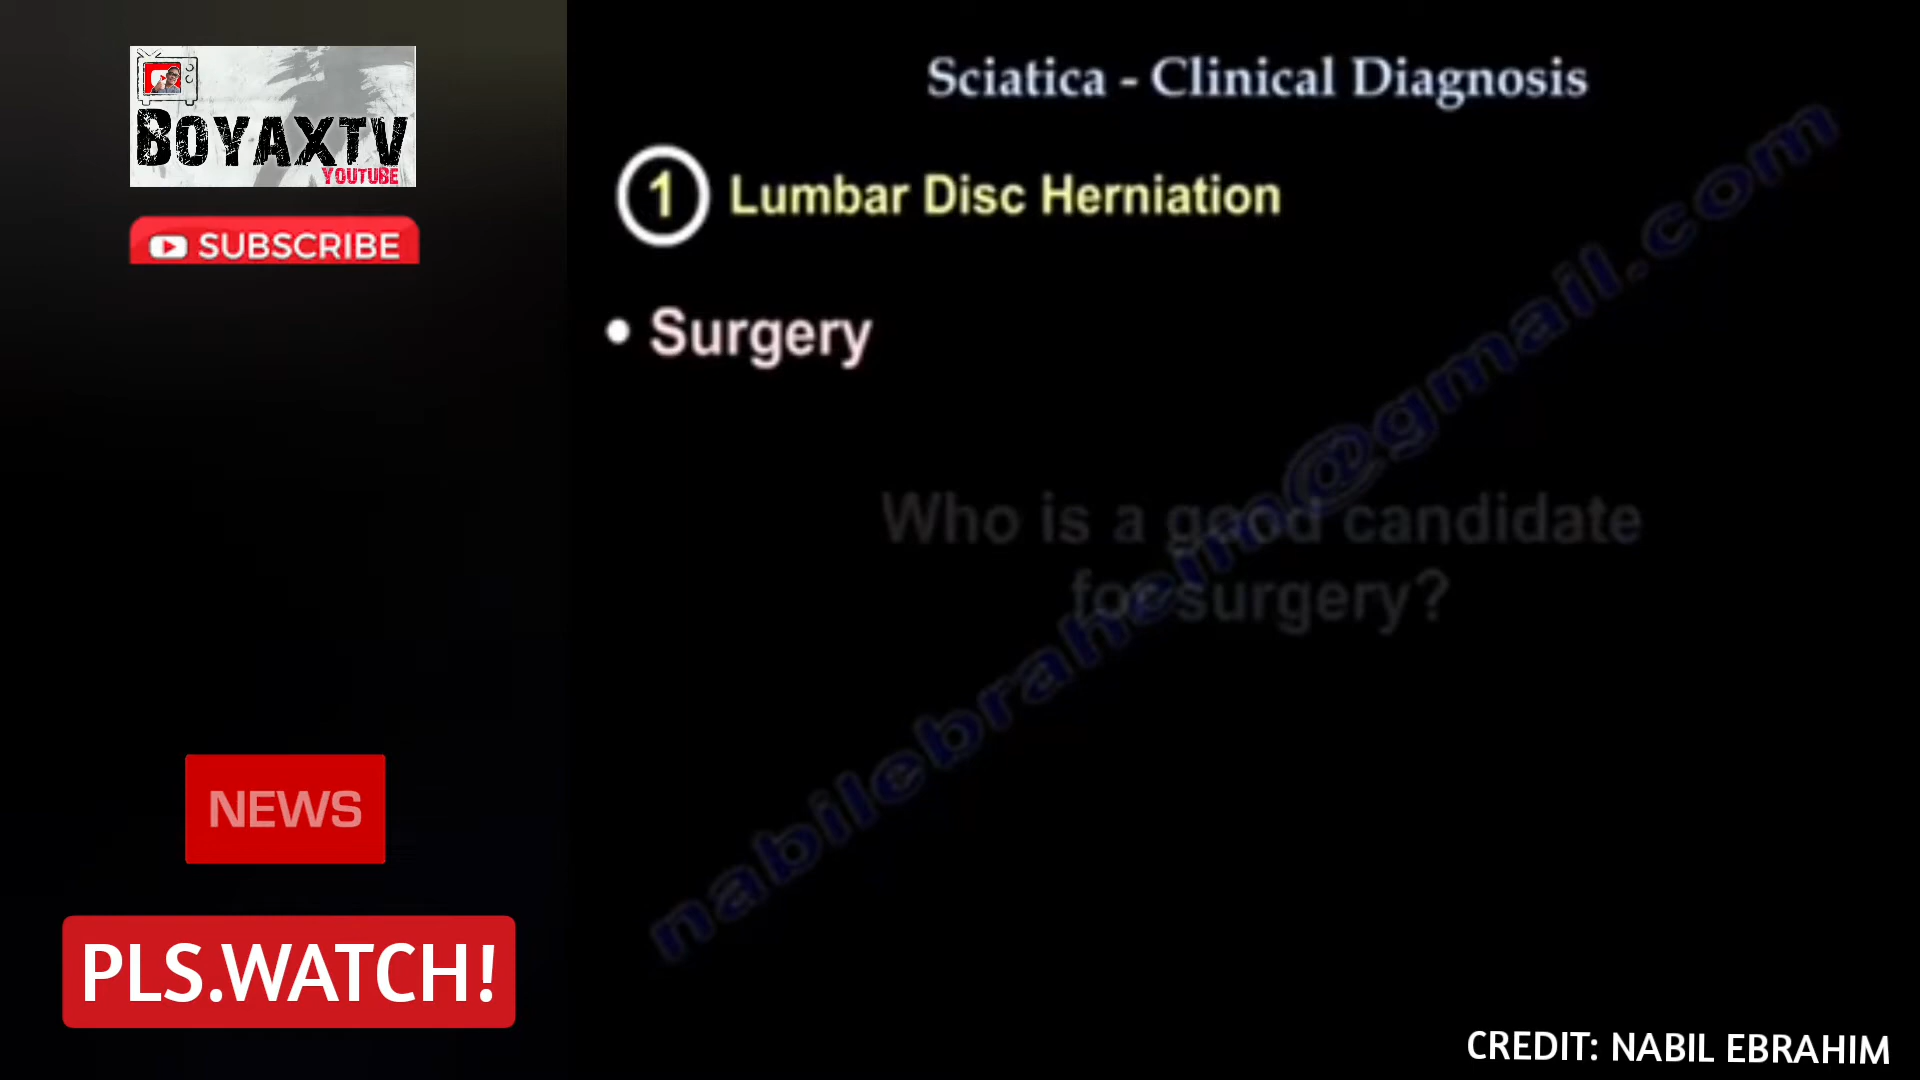 BOYAXTV
YOUTUBE
SUBSCRIBE
NEWS
PLS.WATCH!
Sciatica - Clinical Diagnosis
1 Lumbar Disc Herniation
• Surgery
Who is a good candidate
for surgery?
nabilebraheim@gmail.com
CREDIT: NABIL EBRAHIM